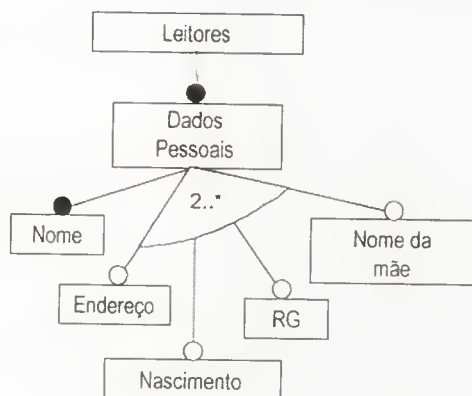 Leitores
Dados
Pessoais
2..*
Nome
Nome da
mãe
Endereço
RG
Nascimento